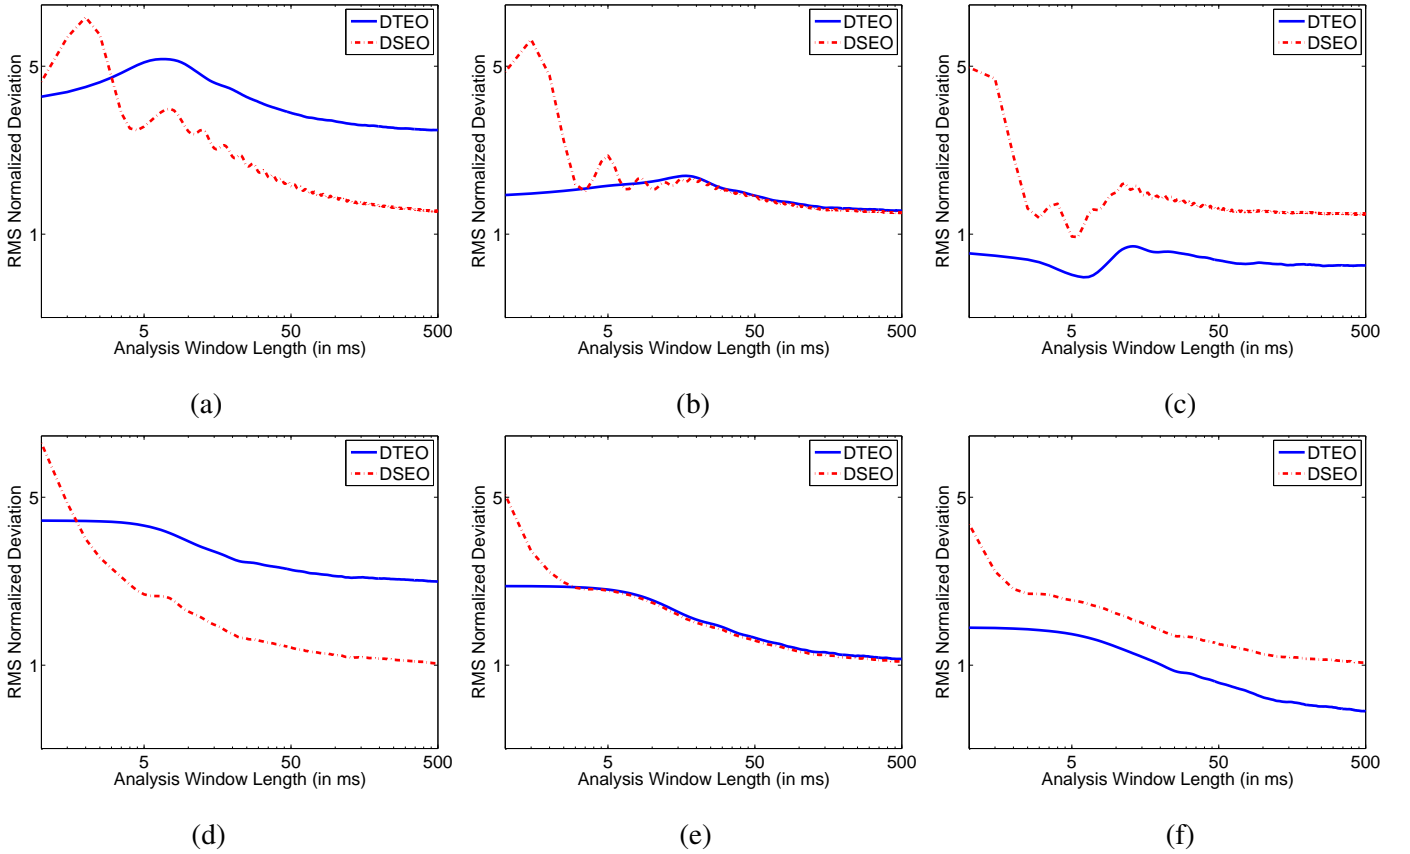 DTEO
DSEO
5
1
RMS Normalized Deviation
5 50 500
Analysis Window Length (in ms)
(a)
DTEO
DSEO
5
1
RMS Normalized Deviation
5 50 500
Analysis Window Length (in ms)
(b)
DTEO
DSEO
5
1
RMS Normalized Deviation
5 50 500
Analysis Window Length (in ms)
(c)
DTEO
DSEO
5
1
RMS Normalized Deviation
5 50 500
Analysis Window Length (in ms)
(d)
DTEO
DSEO
5
1
RMS Normalized Deviation
5 50 500
Analysis Window Length (in ms)
(e)
DTEO
DSEO
5
1
RMS Normalized Deviation
5 50 500
Analysis Window Length (in ms)
(f)